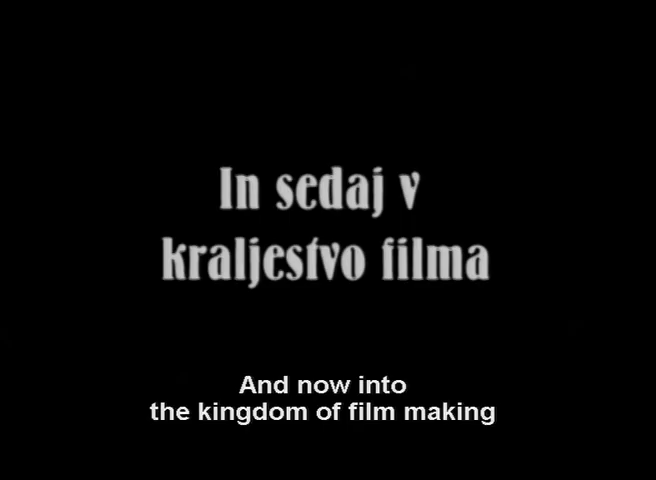 In sedaj v
kraljestvo filma
And now into
the kingdom of film making